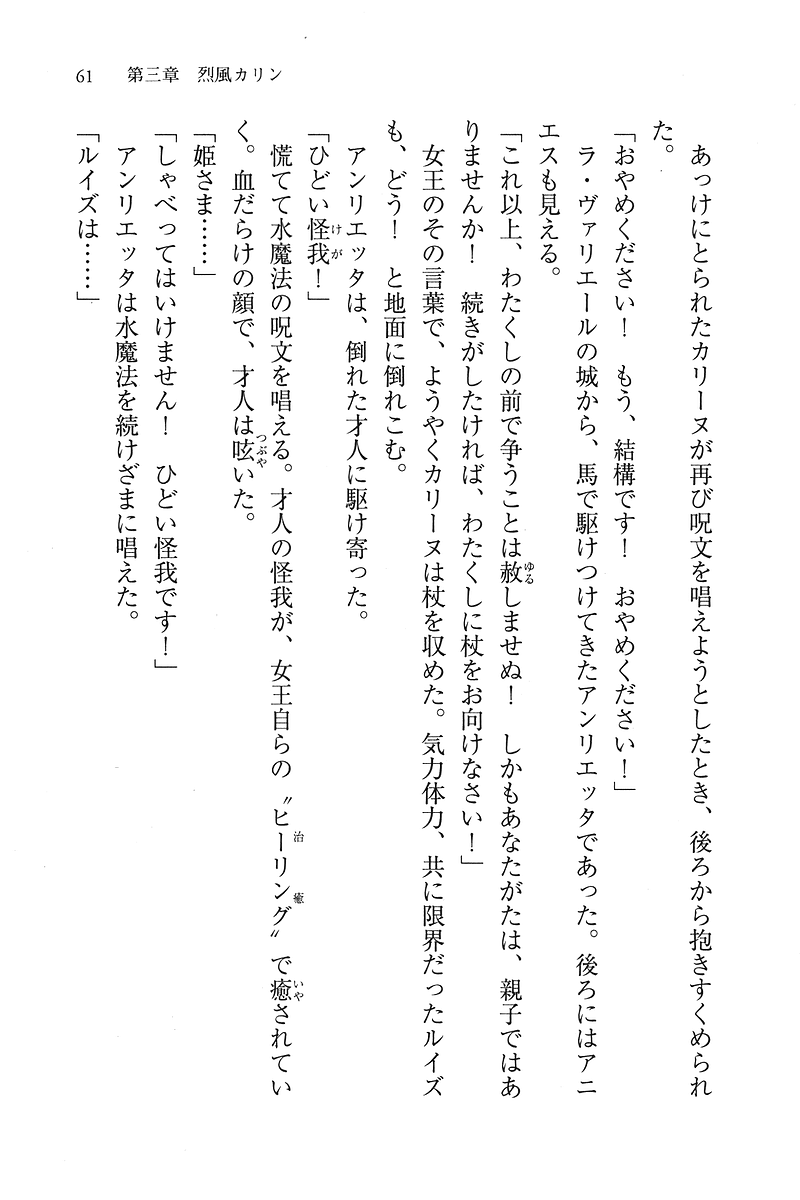 61　第三章　烈風カリン
　あっけにとられたカリーヌが再び呪文を唱えようとしたとき、後ろから抱きすくめられ
た。
「おやめください！　もう、結構です！　おやめください！」
　ラ・ヴァリエールの城から、馬で駆けつけてきたアンリエッタであった。後ろにはアニ
エスも見える。
「これ以上、わたくしの前で争うことは赦しませぬ！　しかもあなたがたは、親子ではあ
りませんか！　続きがしたければ、わたくしに杖をお向けなさい！」
　女王のその言葉で、ようやくカリーヌは杖を収めた。気力体力、共に限界だったルイズ
も、どう！　と地面に倒れこむ。
　アンリエッタは、倒れた才人に駆け寄った。
「ひどい怪我！」
　慌てて水魔法の呪文を唱える。才人の怪我が、女王自らの〝ヒーリング〟で癒されてい
く。血だらけの顔で、才人は呟いた。
「姫さま……」
「しゃべってはいけません！　ひどい怪我です！」
　アンリエッタは水魔法を続けざまに唱えた。
「ルイズは……」